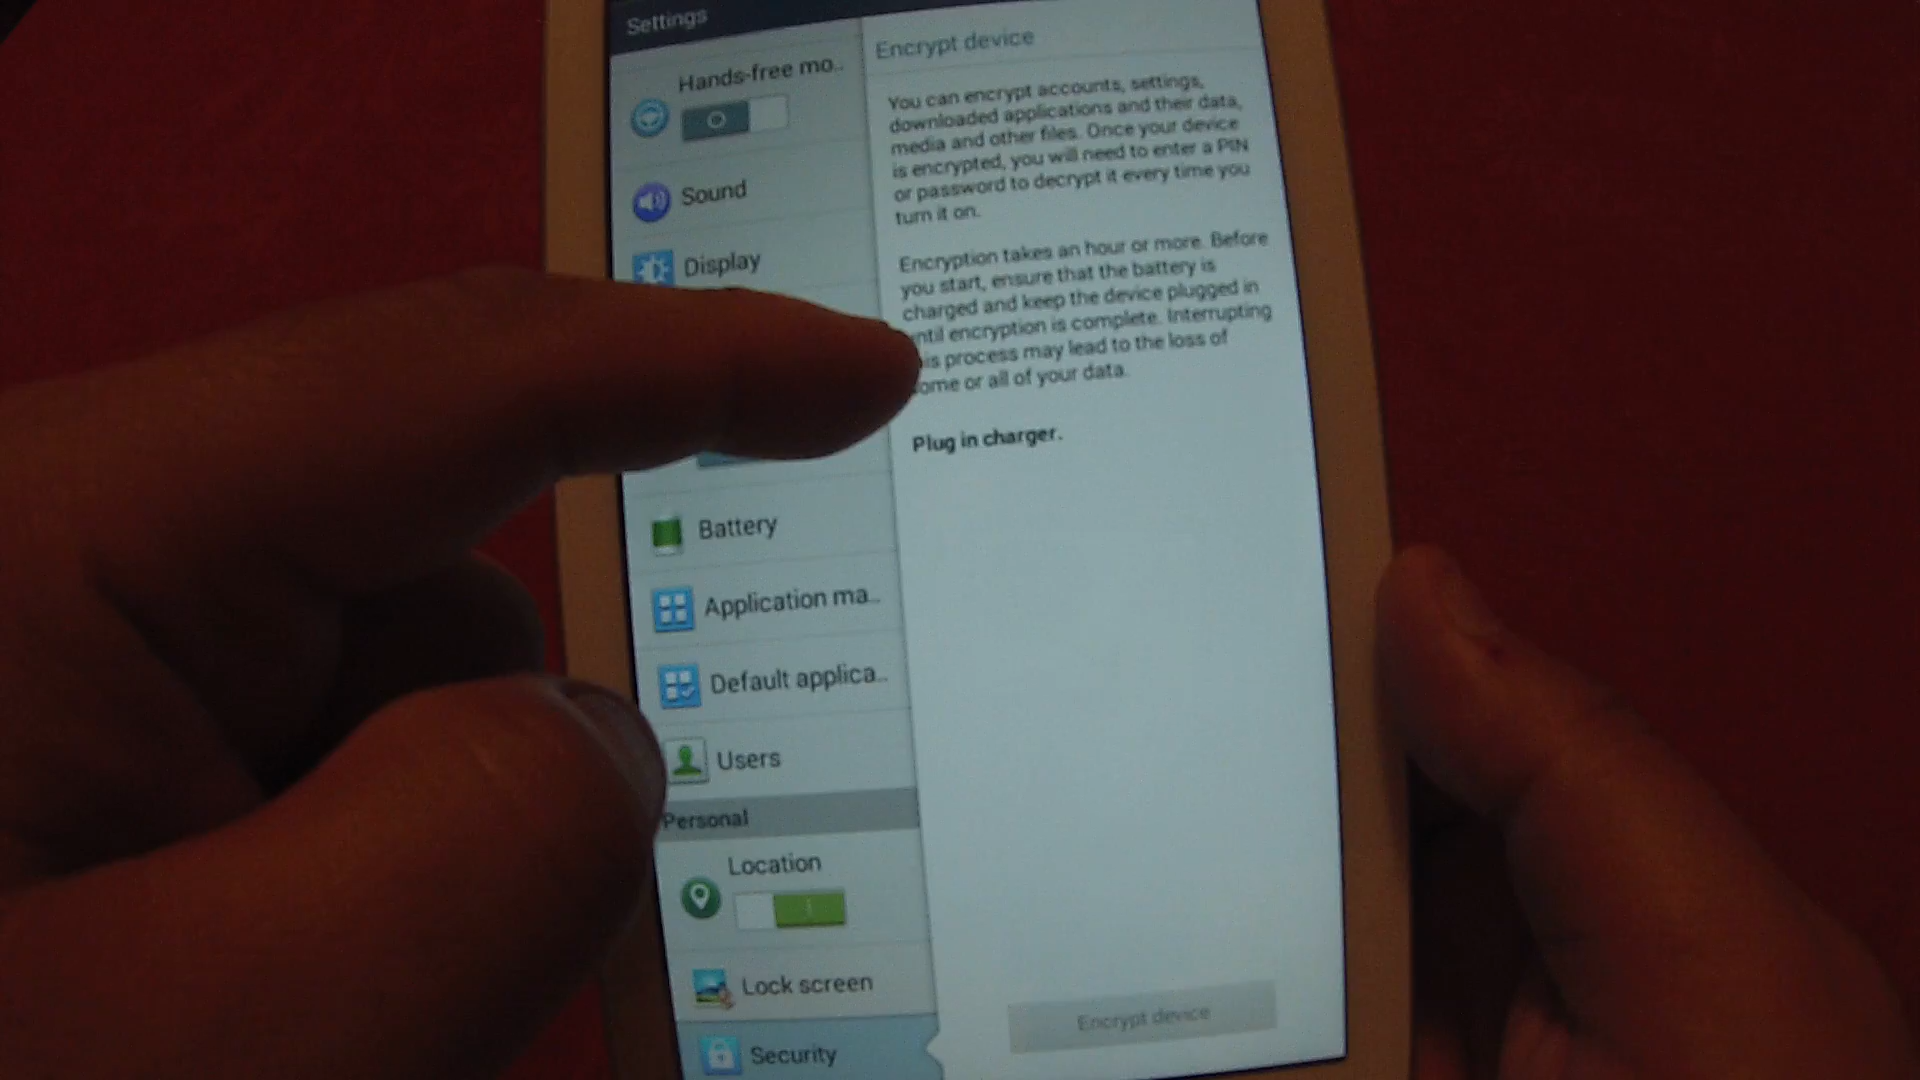 Settings
Hands-free mo..
Sound
Display
Battery
Application ma..
Default applica..
Users
Personal
Location
Lock screen
Security
Encrypt device
You can encrypt accounts, settings,
downloaded applications and their data,
media and other files. Once your device
is encrypted, you will need to enter a PIN
or password to decrypt it every time you
turn it on.
Encryption takes an hour or more. Before
you start, ensure that the battery is
charged and keep the device plugged in
ntil encryption is complete. Interrupting
is process may lead to the loss of
ome or all of your data.
Plug in charger.
Encrypt device